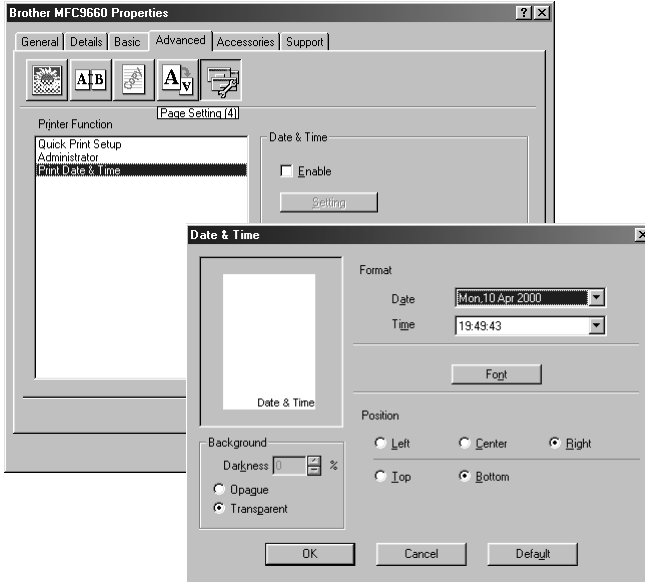 Brother MFC9660 Properties
General Details Basic Advanced Accessories Support
A B
A
Page Setting [4]
Printer Function
Quick Print Setup
Administrator
Print Date & Time
Date & Time
Enable
Setting
Date & Time
Date & Time
Format
Date Mon,10 Apr 2000
Time 19:49:43
Font
Position
Left Center Right
Top Bottom
Background
Darkness 0 %
Opaque
Transparent
OK Cancel Default